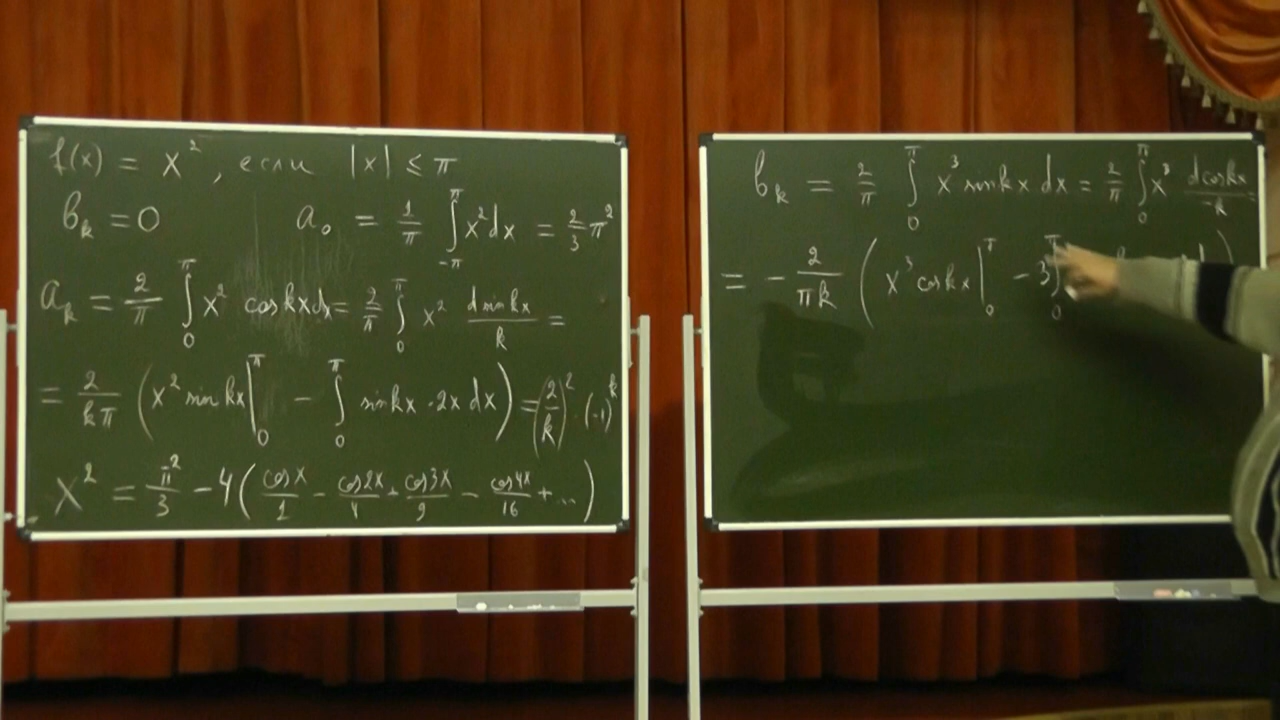 f(x) = x², если |x| ≤ π
b_k = 0 a₀ = 1/π ∫_{-π}^{π} x² dx = 2/3 π²
a_k = 2/π ∫_0^π x² cos kx dx = 2/π ∫_0^π x² d sin kx / k =
= 2/(kπ) (x² sin kx |_0^π − ∫_0^π sin kx · 2x dx) = (2/k)² · (-1)^k
x² = π²/3 − 4(cos x/1 − cos 2x/4 + cos 3x/9 − cos 4x/16 + ...)
b_k = 2/π ∫_0^π x³ sin kx dx = 2/π ∫_0^π x³ d cos kx / -k =
= − 2/(πk) (x³ cos kx |_0^π − 3 ∫_0^π )